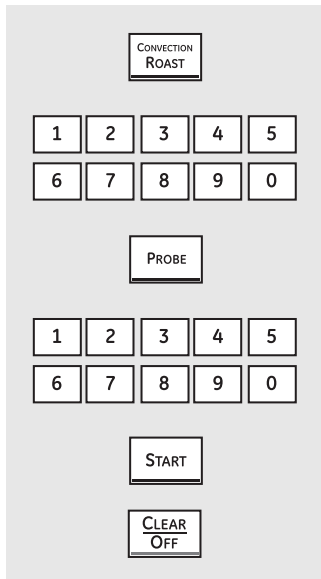 CONVECTION
ROAST
1 2 3 4 5
6 7 8 9 0
PROBE
1 2 3 4 5
6 7 8 9 0
START
CLEAR
OFF